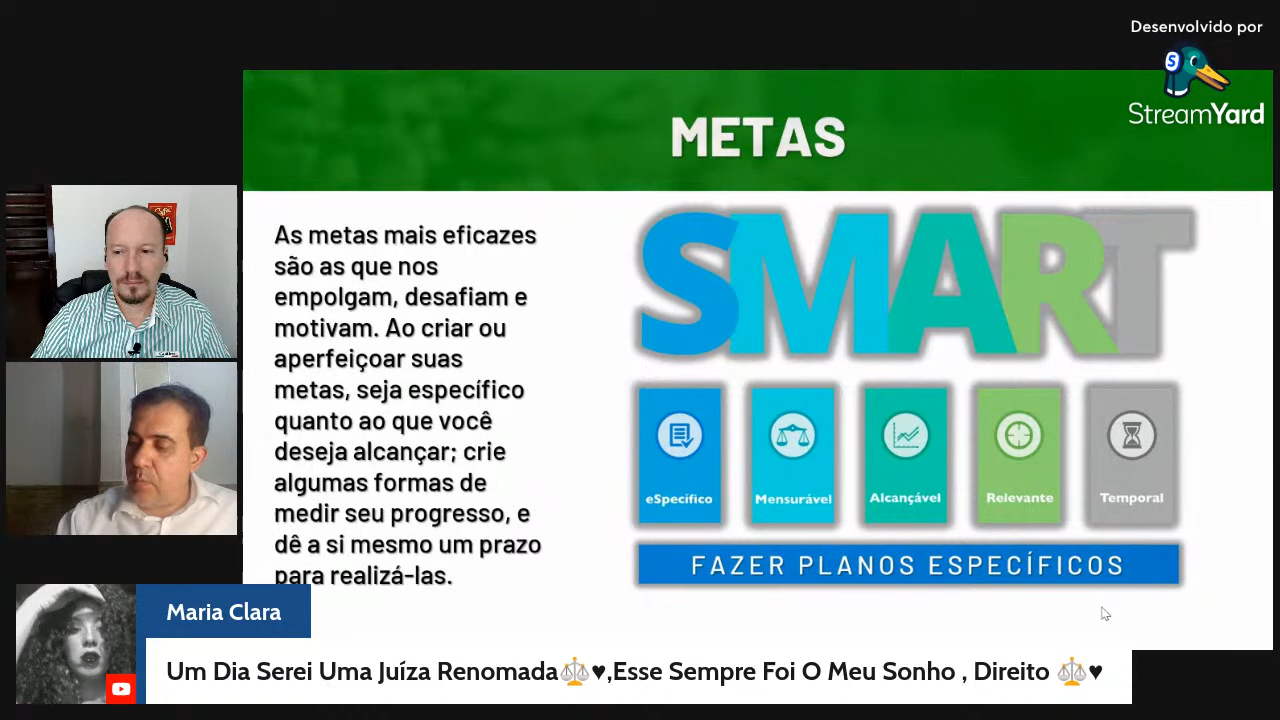 Desenvolvido por
StreamYard
METAS
As metas mais eficazes
são as que nos
empolgam, desafiam e
motivam. Ao criar ou
aperfeiçoar suas
metas, seja específico
quanto ao que você
deseja alcançar; crie
algumas formas de
medir seu progresso, e
dê a si mesmo um prazo
para realizá-las.
SMART
eSpecífico
Mensurável
Alcançável
Relevante
Temporal
FAZER PLANOS ESPECÍFICOS
Maria Clara
Um Dia Serei Uma Juíza Renomada⚖️♥,Esse Sempre Foi O Meu Sonho , Direito ⚖️♥